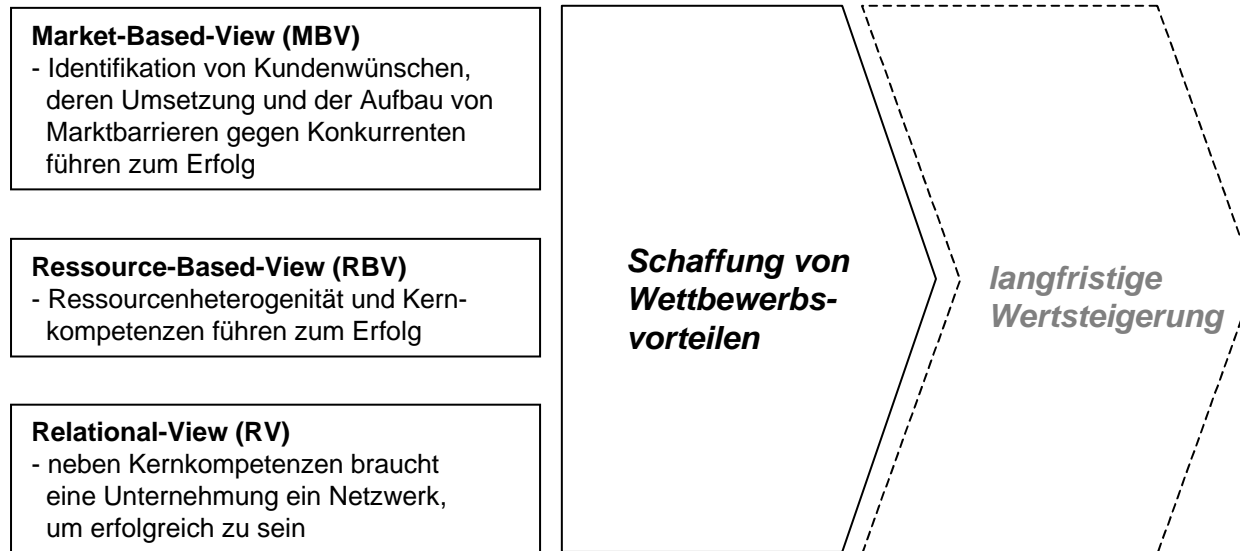 Market-Based-View (MBV)
- Identifikation von Kundenwünschen,
deren Umsetzung und der Aufbau von
Marktbarrieren gegen Konkurrenten
führen zum Erfolg
Ressource-Based-View (RBV)
- Ressourcenheterogenität und Kern-
kompetenzen führen zum Erfolg
Relational-View (RV)
- neben Kernkompetenzen braucht
eine Unternehmung ein Netzwerk,
um erfolgreich zu sein
Schaffung von
Wettbewerbs-
vorteilen
langfristige
Wertsteigerung